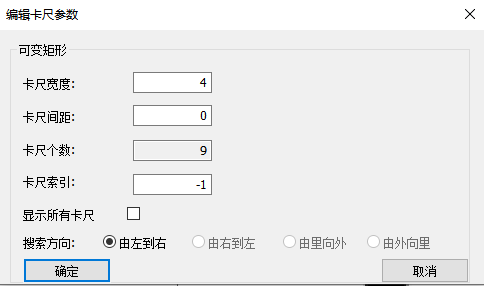 编辑卡尺参数
可变矩形
卡尺宽度: 4
卡尺间距: 0
卡尺个数: 9
卡尺索引: -1
显示所有卡尺
搜索方向: 由左到右 由右到左 由里向外 由外向里
确定 取消